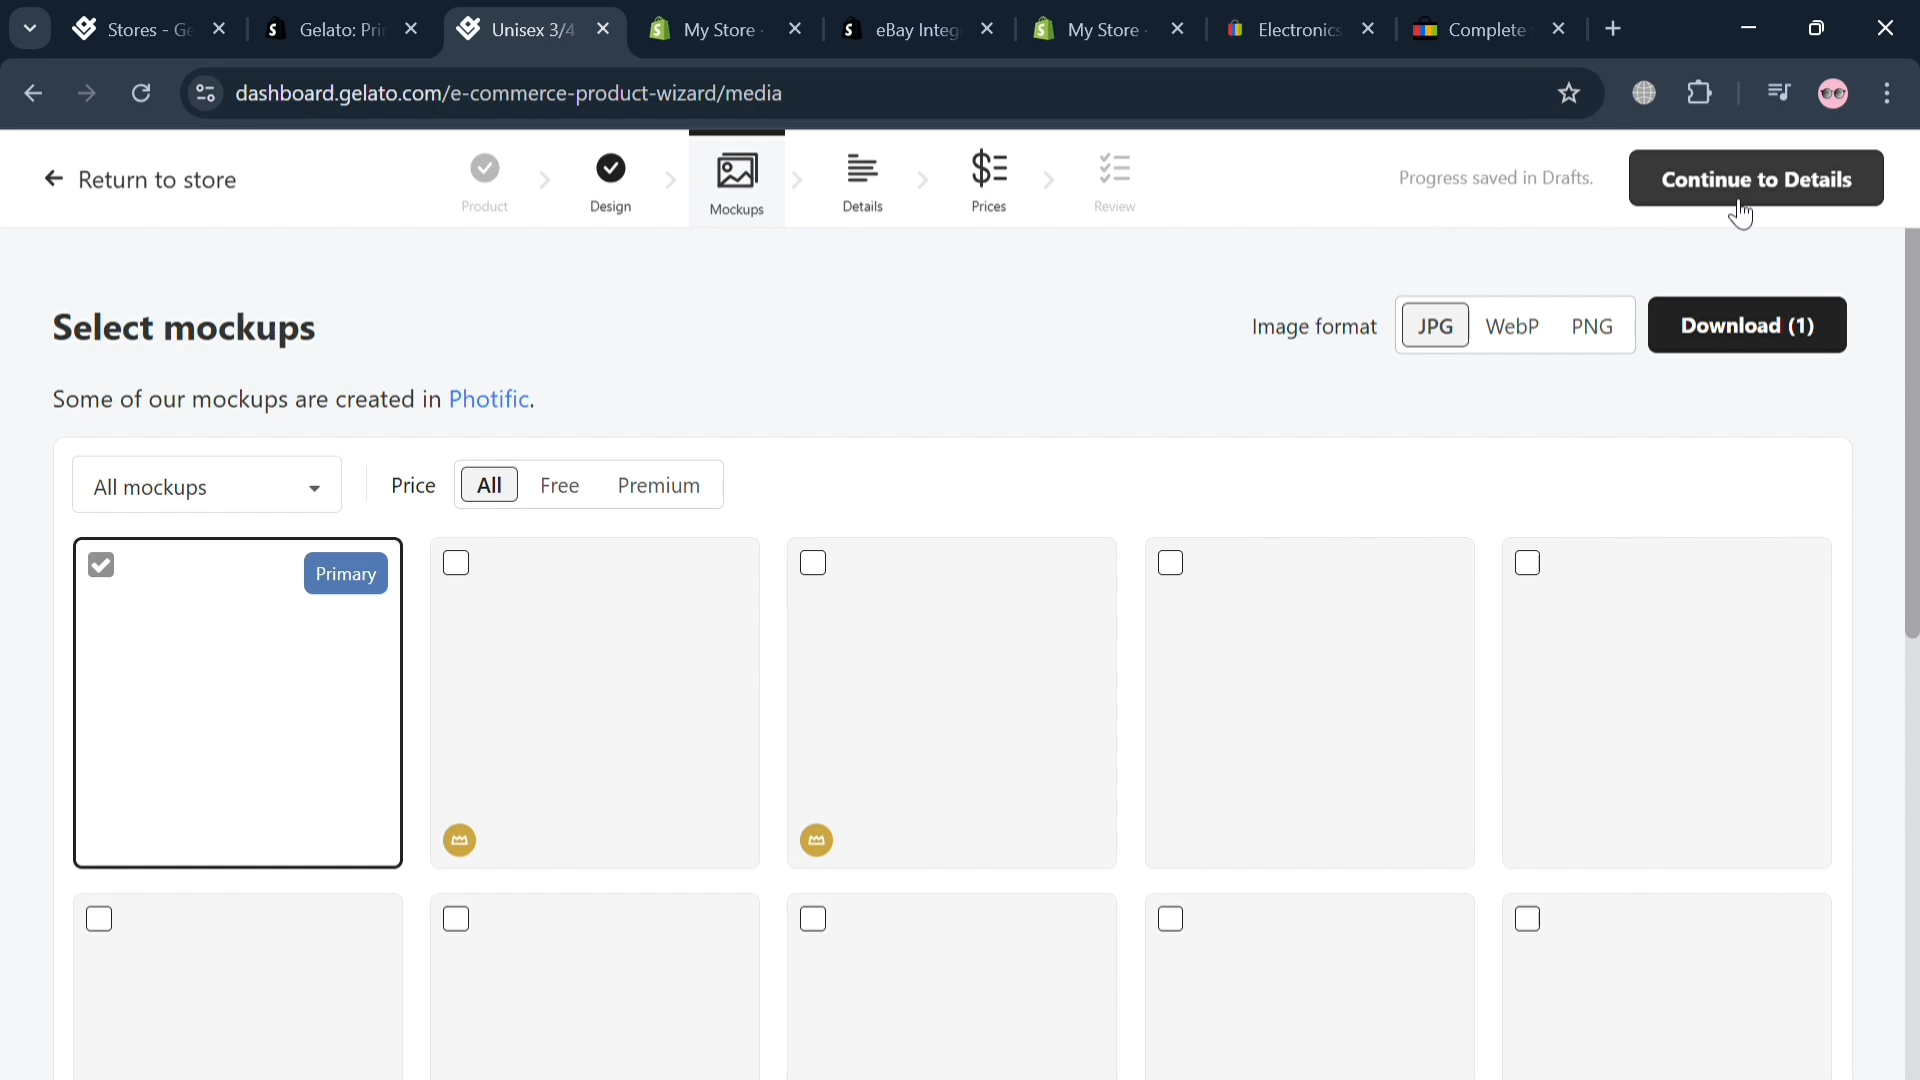 Stores - Ge
Gelato: Prin
Unisex 3/4
My Store -
eBay Integ
My Store -
Electronics
Complete
dashboard.gelato.com/e-commerce-product-wizard/media
Return to store
Product
Design
Mockups
Details
Prices
Review
Progress saved in Drafts.
Continue to Details
Select mockups
Image format
JPG
WebP
PNG
Download (1)
Some of our mockups are created in Photific.
All mockups
Price
All
Free
Premium
Primary